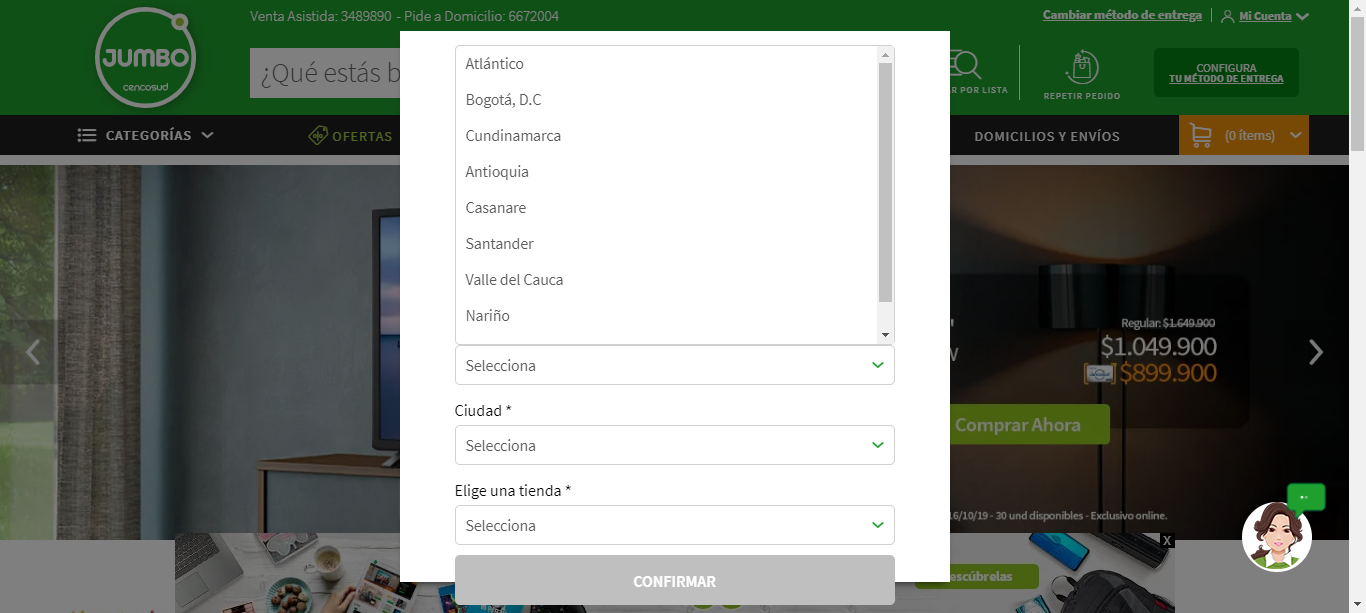 Venta Asistida: 3489890 - Pide a Domicilio: 6672004
Cambiar método de entrega
Mi Cuenta
JUMBO
cencosud
¿Qué estás b
R POR LISTA
REPETIR PEDIDO
CONFIGURA
TU MÉTODO DE ENTREGA
CATEGORÍAS
OFERTAS
DOMICILIOS Y ENVÍOS
(0 ítems)
Atlántico
Bogotá, D.C
Cundinamarca
Antioquia
Casanare
Santander
Valle del Cauca
Nariño
Selecciona
Ciudad *
Selecciona
Elige una tienda *
Selecciona
CONFIRMAR
Regular: $1.649.900
$1.049.900
$899.900
Comprar Ahora
16/10/19 - 30 und disponibles - Exclusivo online.
X
escúbrelas